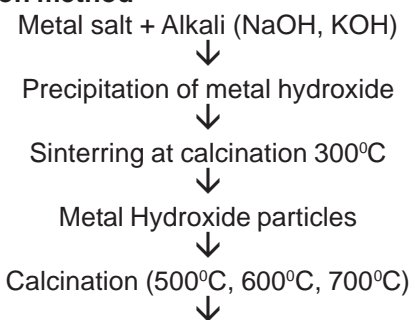 Metal salt + Alkali (NaOH, KOH)
↓
Precipitation of metal hydroxide
↓
Sinterring at calcination 300⁰C
↓
Metal Hydroxide particles
↓
Calcination (500⁰C, 600⁰C, 700⁰C)
↓